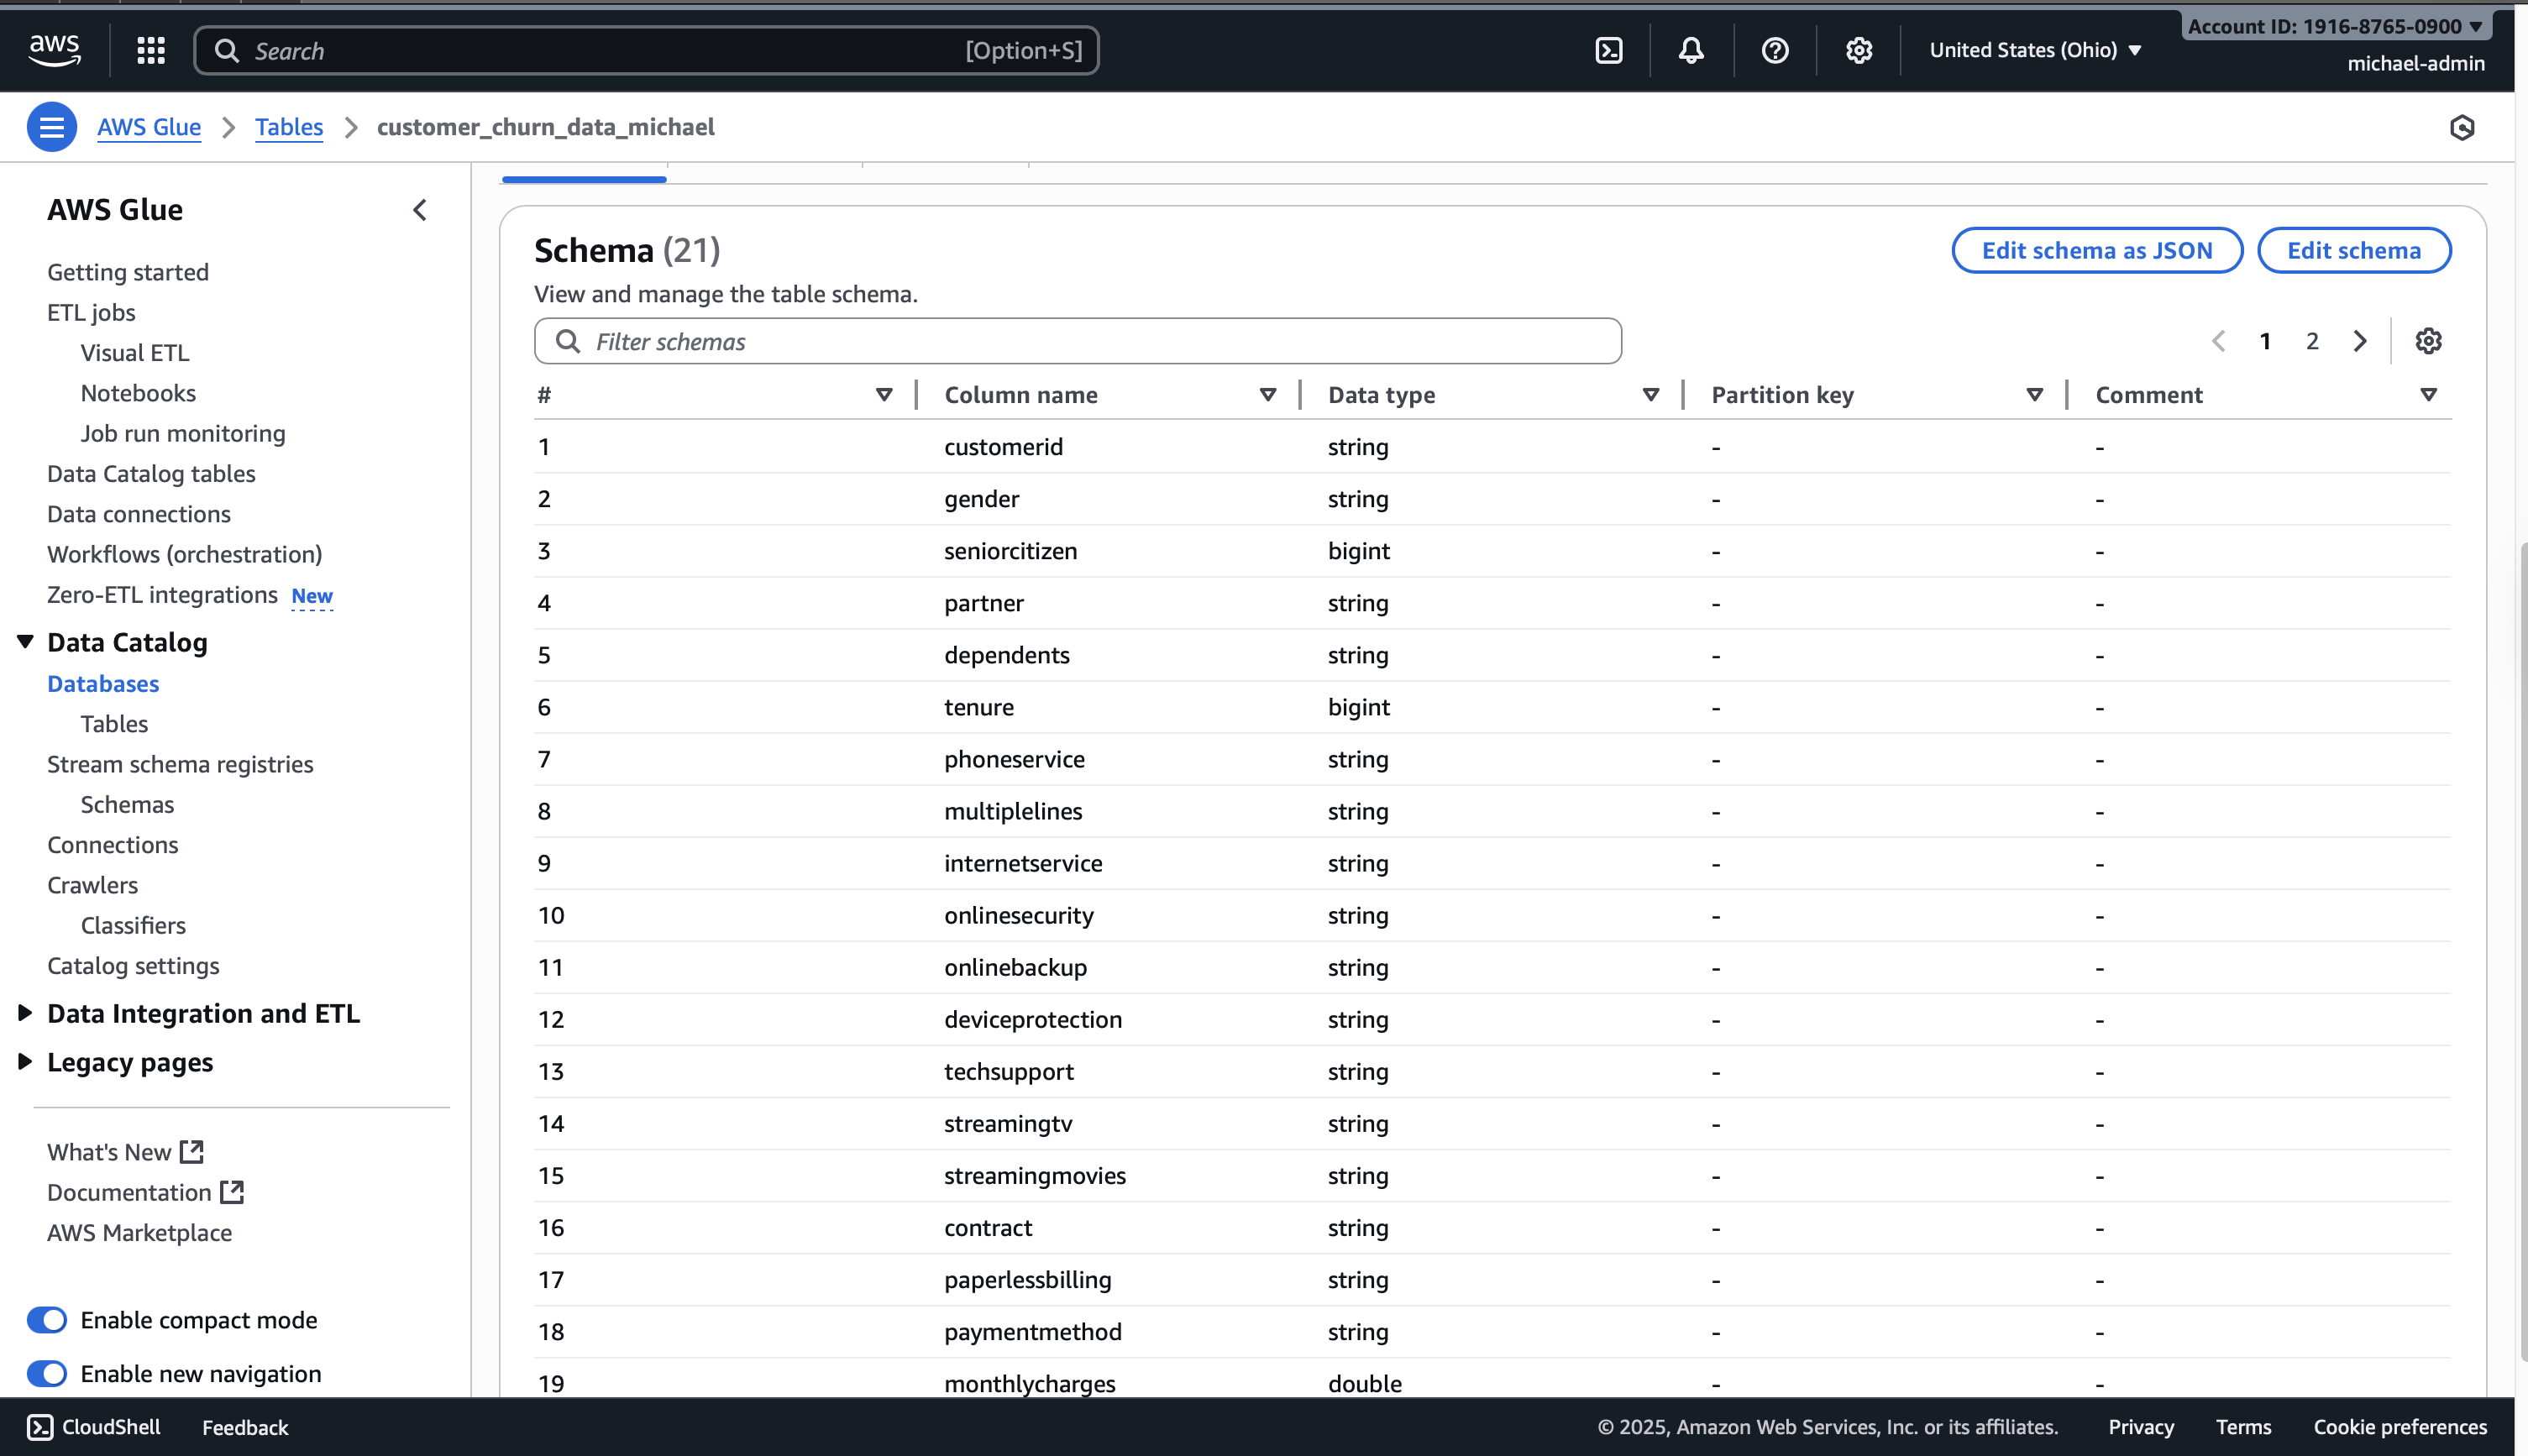 aws
Search [Option+S]
United States (Ohio)
Account ID: 1916-8765-0900
michael-admin
AWS Glue Tables customer_churn_data_michael
AWS Glue
Getting started
ETL jobs
Visual ETL
Notebooks
Job run monitoring
Data Catalog tables
Data connections
Workflows (orchestration)
Zero-ETL integrations New
Data Catalog
Databases
Tables
Stream schema registries
Schemas
Connections
Crawlers
Classifiers
Catalog settings
Data Integration and ETL
Legacy pages
What's New
Documentation
AWS Marketplace
Enable compact mode
Enable new navigation
Schema (21)
Edit schema as JSON
Edit schema
View and manage the table schema.
Filter schemas
1 2
# Column name Data type Partition key Comment
1 customerid string - -
2 gender string - -
3 seniorcitizen bigint - -
4 partner string - -
5 dependents string - -
6 tenure bigint - -
7 phoneservice string - -
8 multiplelines string - -
9 internetservice string - -
10 onlinesecurity string - -
11 onlinebackup string - -
12 deviceprotection string - -
13 techsupport string - -
14 streamingtv string - -
15 streamingmovies string - -
16 contract string - -
17 paperlessbilling string - -
18 paymentmethod string - -
19 monthlycharges double - -
CloudShell Feedback © 2025, Amazon Web Services, Inc. or its affiliates. Privacy Terms Cookie preferences